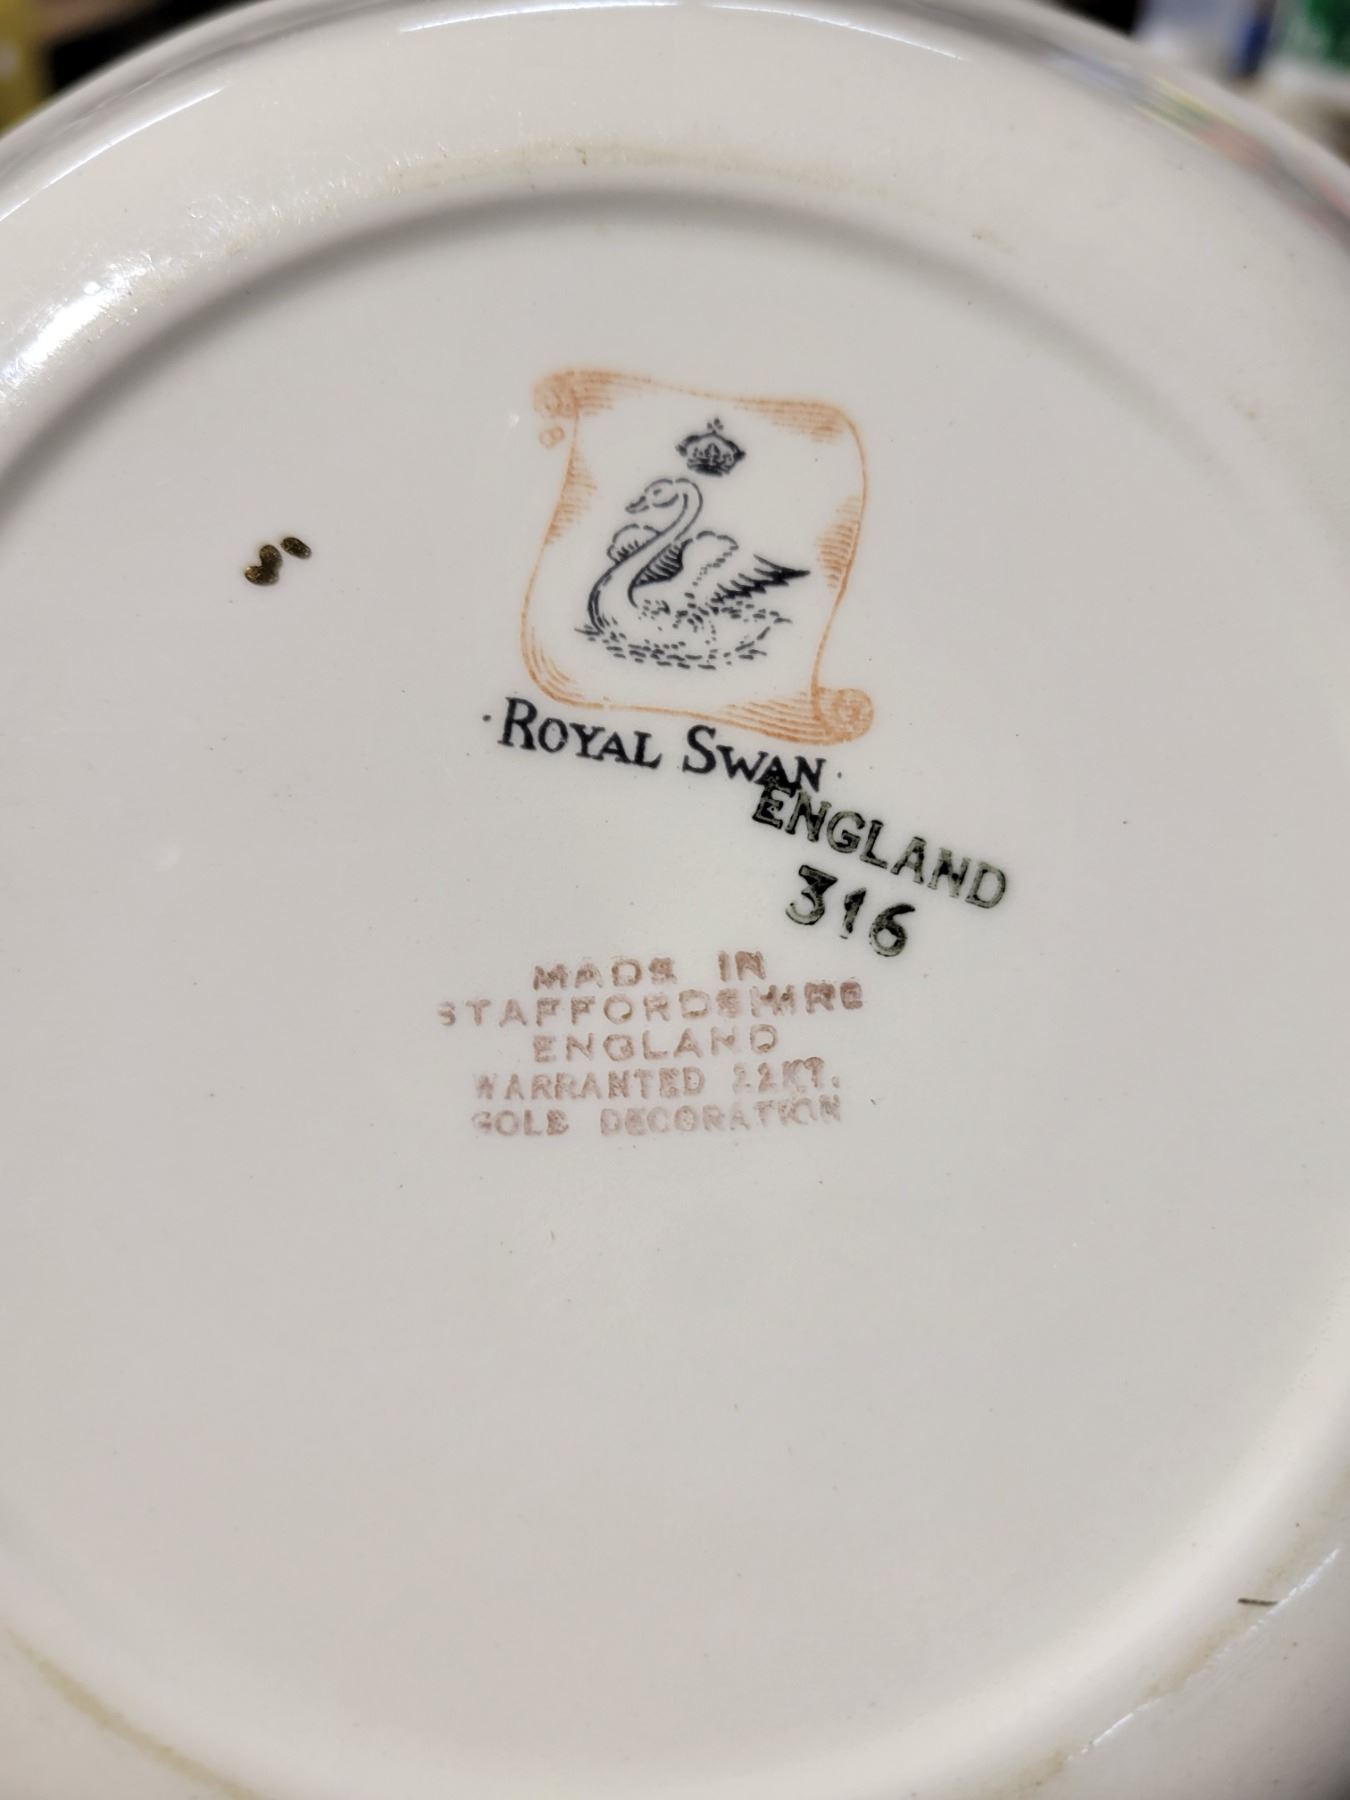 · ROYAL SWAN ·
ENGLAND
316
MADE IN
STAFFORDSHIRE
ENGLAND
WARRANTED 22KT.
GOLD DECORATION